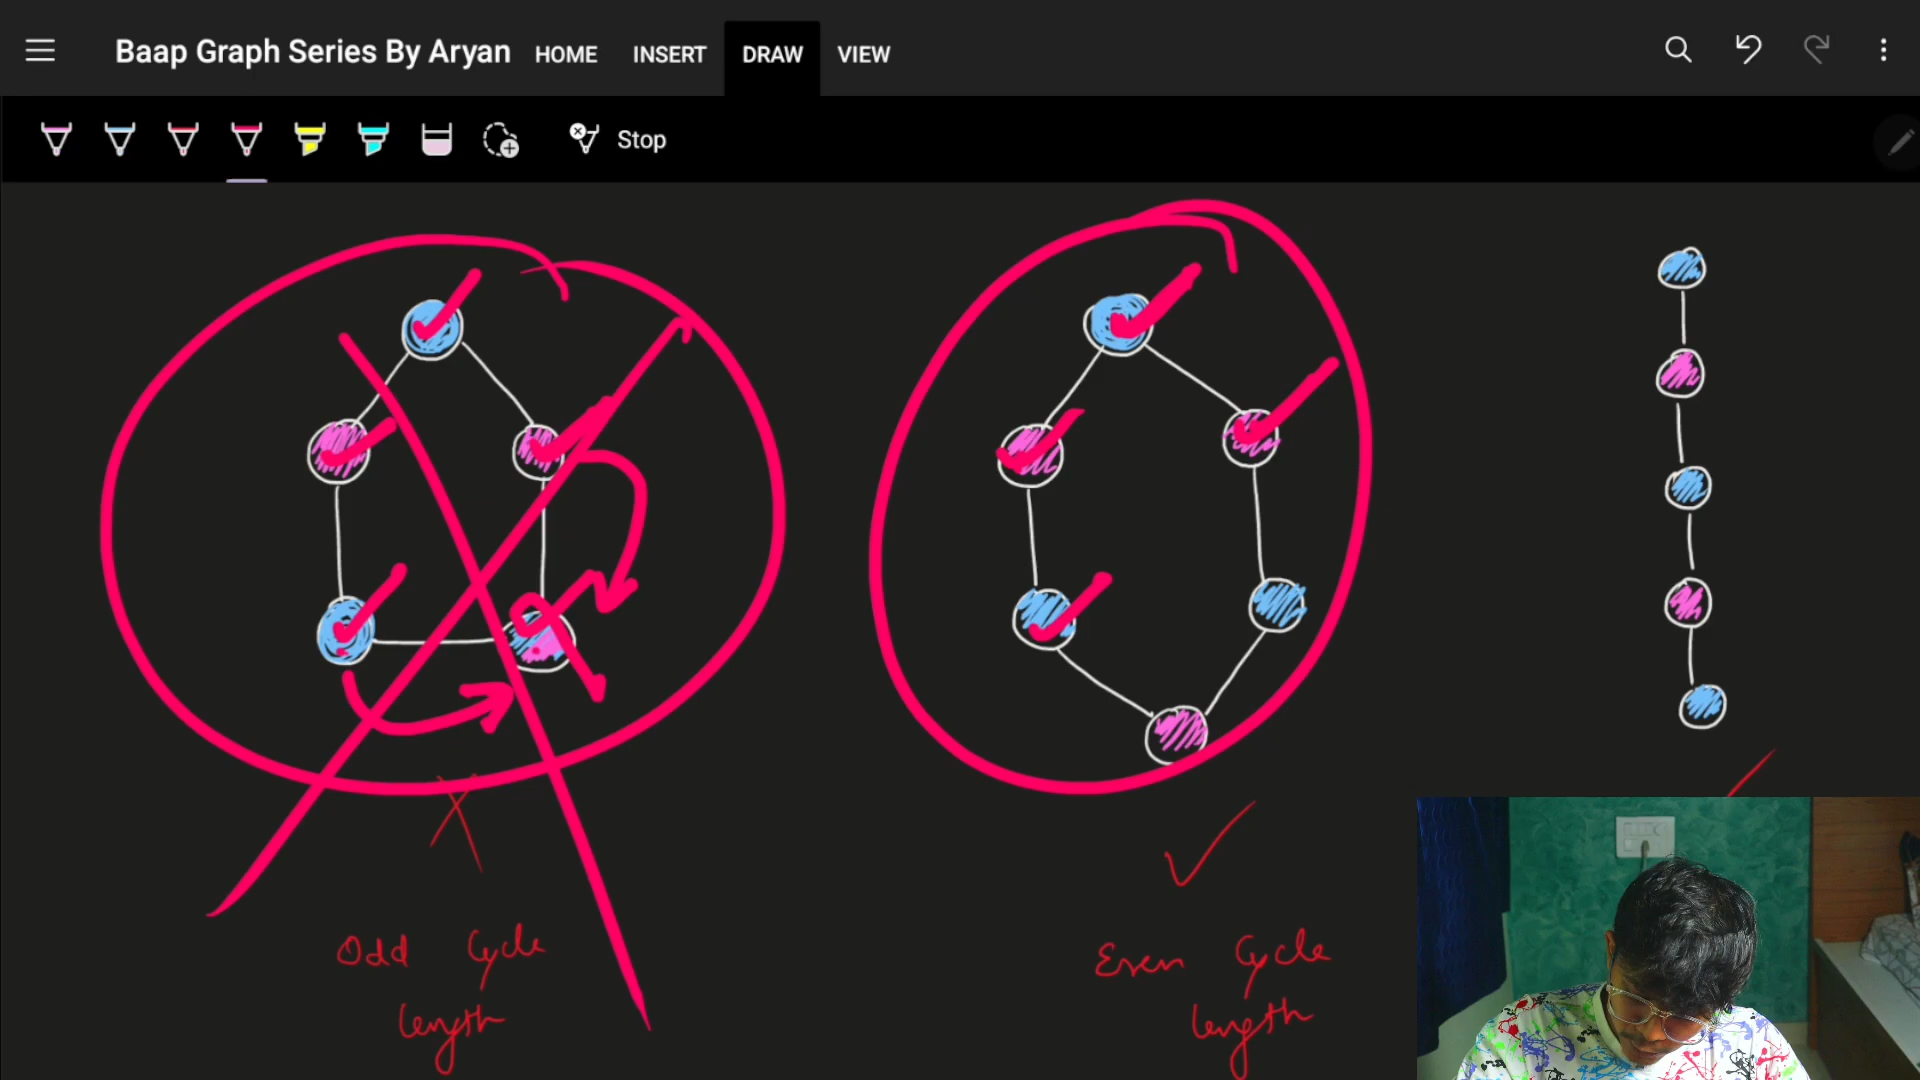 Baap Graph Series By Aryan HOME INSERT DRAW VIEW
Stop
Odd Cycle
length
Even Cycle
length